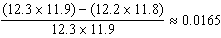 (12.3 x 11.9) − (12.2 x 11.8)
12.3 x 11.9
≈ 0.0165